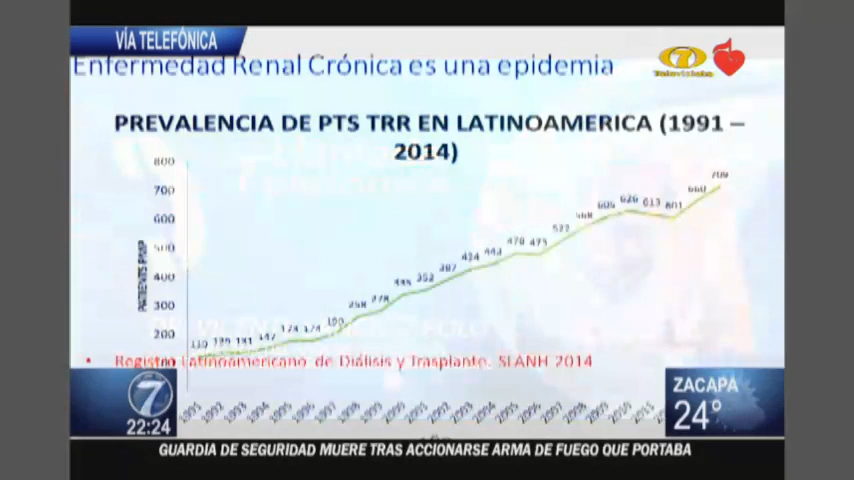 VÍA TELEFÓNICA
Enfermedad Renal Crónica es una epidemia
PREVALENCIA DE PTS TRR EN LATINOAMERICA (1991 –
2014)
800
700
600
500
400
300
200
100
PATIENTS PMP
119 129 131 147 174 174 190 258 278 335 352 387 424 442 478 473 522 568 605 626 613 601 660 709
• Registro Latinoamericano de Diálisis y Trasplante. SLANH 2014
1991 1992 1993 1994 1995 1996 1997 1998 1999 2000 2001 2002 2003 2004 2005 2006 2007 2008 2009 2010 2011
7
22:24
ZACAPA
24°
GUARDIA DE SEGURIDAD MUERE TRAS ACCIONARSE ARMA DE FUEGO QUE PORTABA